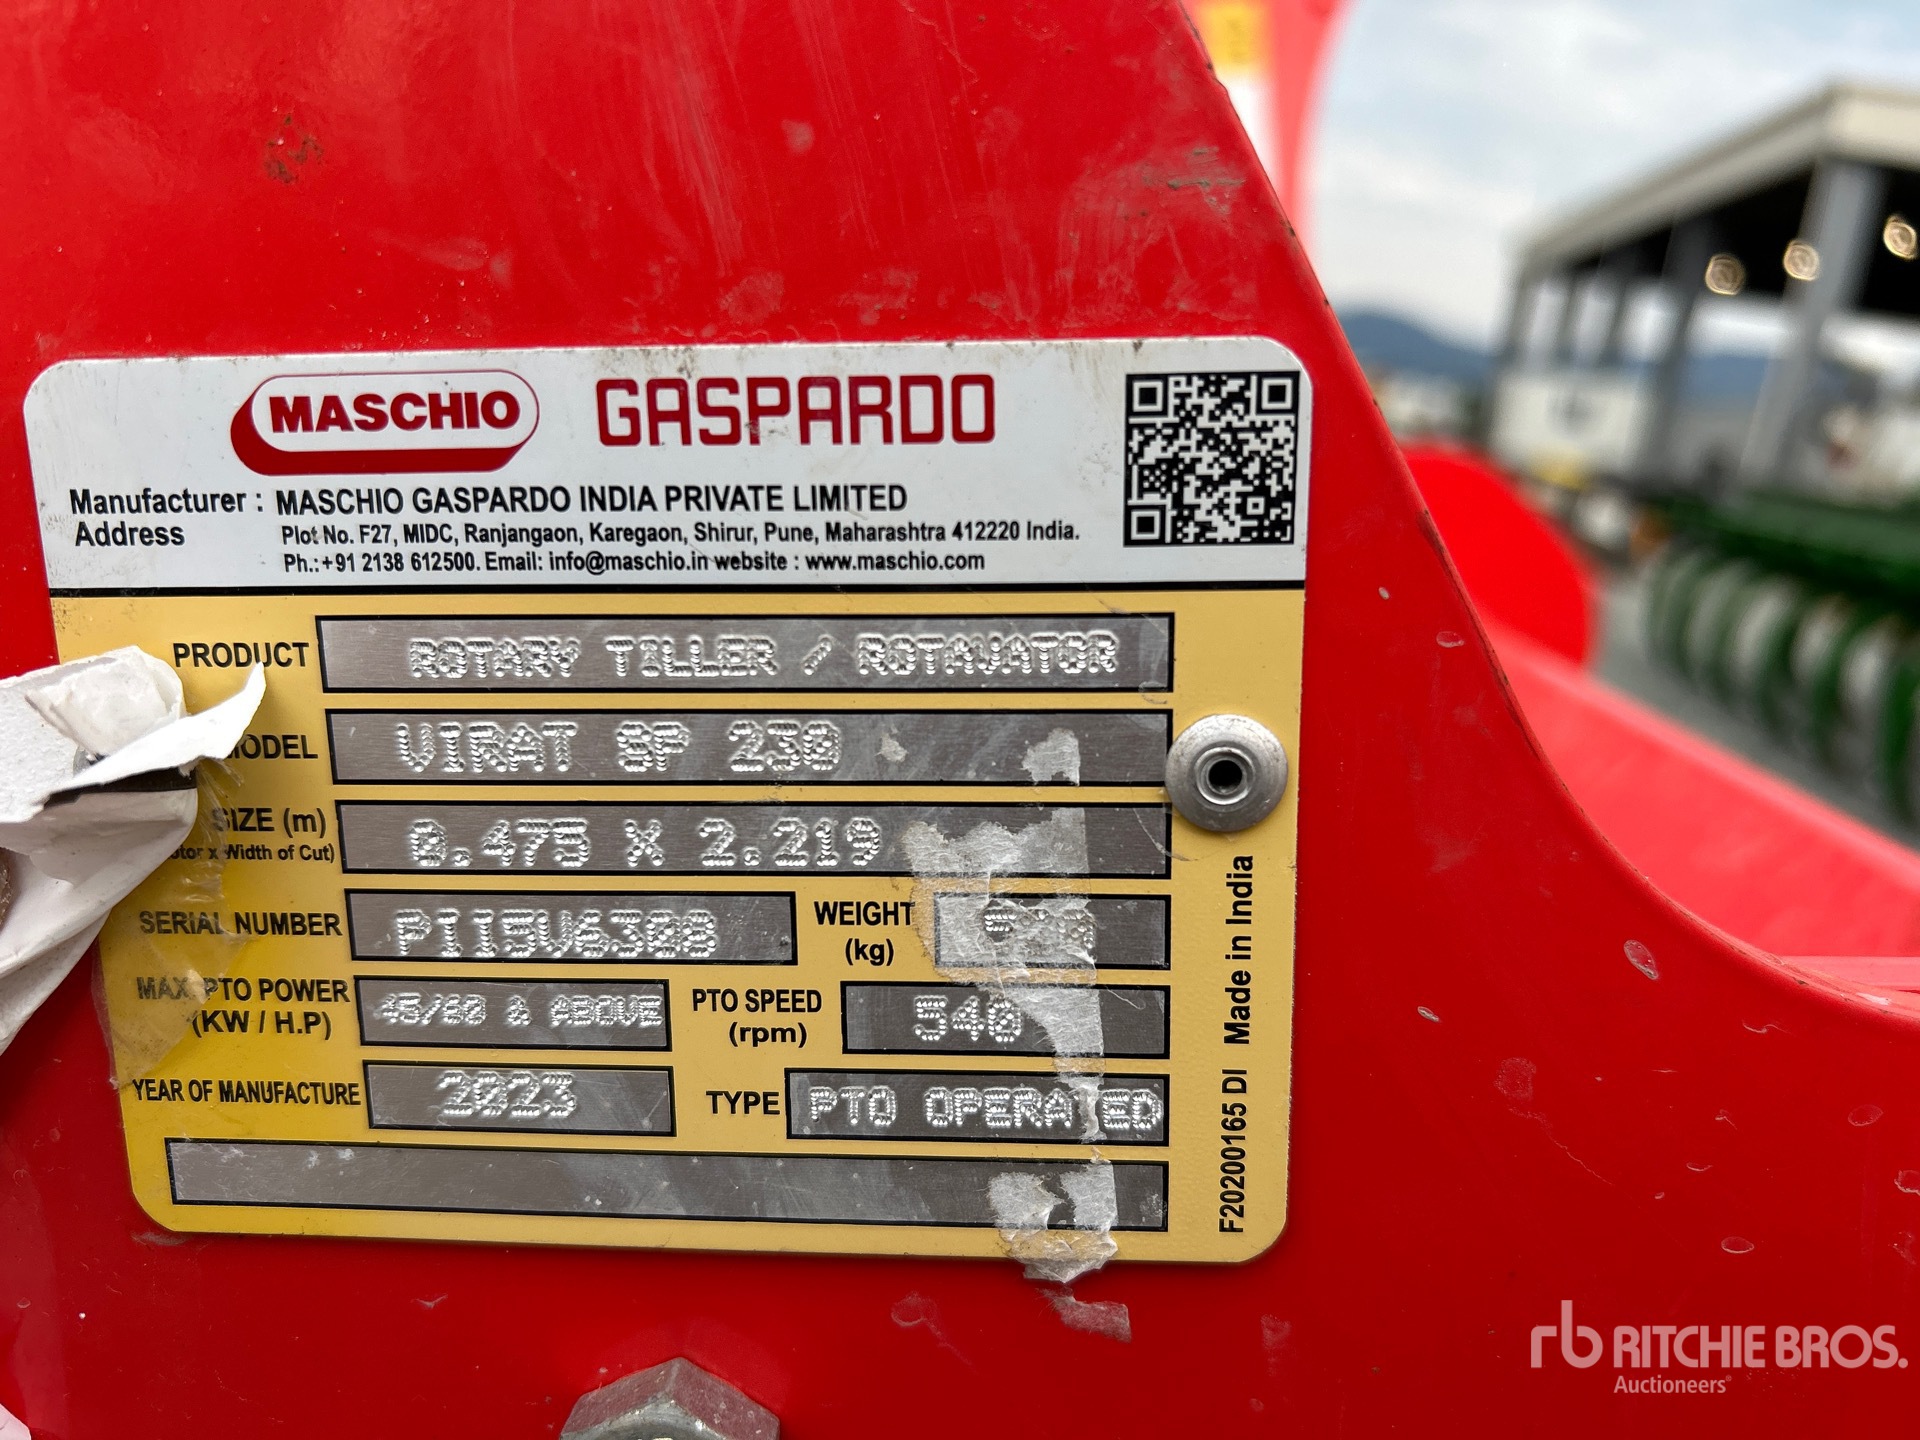 MASCHIO GASPARDO
Manufacturer : MASCHIO GASPARDO INDIA PRIVATE LIMITED
Address Plot No. F27, MIDC, Ranjangaon, Karegaon, Shirur, Pune, Maharashtra 412220 India.
Ph.:+91 2138 612500. Email: info@maschio.in website : www.maschio.com
PRODUCT ROTARY TILLER / ROTAVATOR
MODEL VIRAT SP 230
SIZE (m) 0.475 X 2.219
x Width of Cut)
SERIAL NUMBER PII5V6308 WEIGHT
(kg)
MAX. PTO POWER 45/60 & ABOVE PTO SPEED 540
(KW / H.P) (rpm)
YEAR OF MANUFACTURE 2023 TYPE PTO OPERATED
F20200165 DI Made in India
rb RITCHIE BROS.
Auctioneers